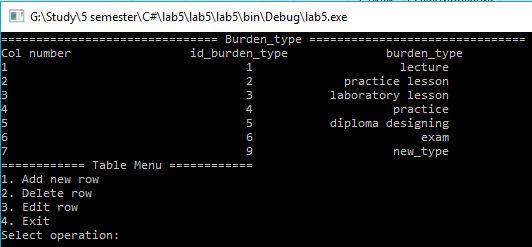 G:\Study\5 semester\C#\lab5\lab5\lab5\bin\Debug\lab5.exe
=============================== Burden_type ===============================
Col number id_burden_type burden_type
1 1 lecture
2 2 practice lesson
3 3 laboratory lesson
4 4 practice
5 5 diploma designing
6 6 exam
7 9 new_type
============ Table Menu ============
1. Add new row
2. Delete row
3. Edit row
4. Exit
Select operation: